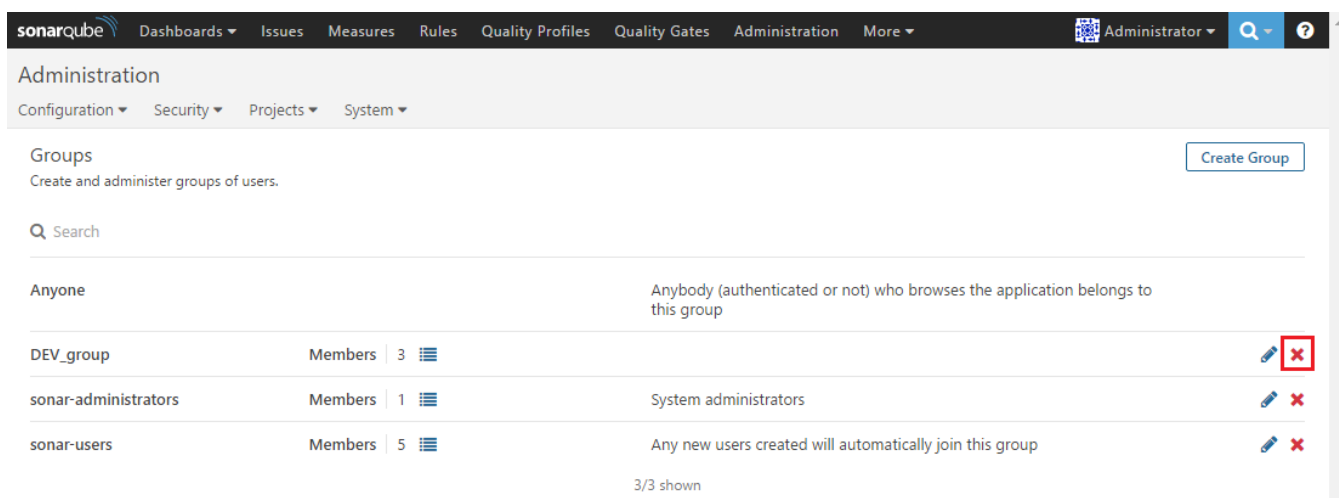 sonarqube Dashboards Issues Measures Rules Quality Profiles Quality Gates Administration More Administrator
Administration
Configuration Security Projects System
Groups
Create Group
Create and administer groups of users.
Search
Anyone
Anybody (authenticated or not) who browses the application belongs to
this group
DEV_group Members 3
sonar-administrators Members 1 System administrators
sonar-users Members 5 Any new users created will automatically join this group
3/3 shown